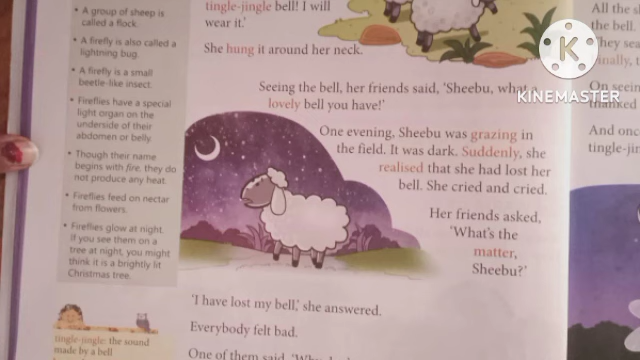 • A group of sheep is
called a flock.
• A firefly is also called a
lightning bug.
• A firefly is a small
beetle-like insect.
• Fireflies have a special
light organ on the
underside of their
abdomen or belly.
• Though their name
begins with fire, they do
not produce any heat.
• Fireflies feed on nectar
from flowers.
• Fireflies glow at night.
If you see them on a
tree at night, you might
think it is a brightly lit
Christmas tree.
tingle-jingle: the sound
made by a bell
tingle-jingle bell! I will
wear it.'
She hung it around her neck.
Seeing the bell, her friends said, 'Sheebu, what
lovely bell you have!'
One evening, Sheebu was grazing in
the field. It was dark. Suddenly, she
realised that she had lost her
bell. She cried and cried.
Her friends asked,
'What's the
matter,
Sheebu?'
'I have lost my bell,' she answered.
Everybody felt bad.
One of them said,
All the
the bell.
They
On
And
KINEMASTER